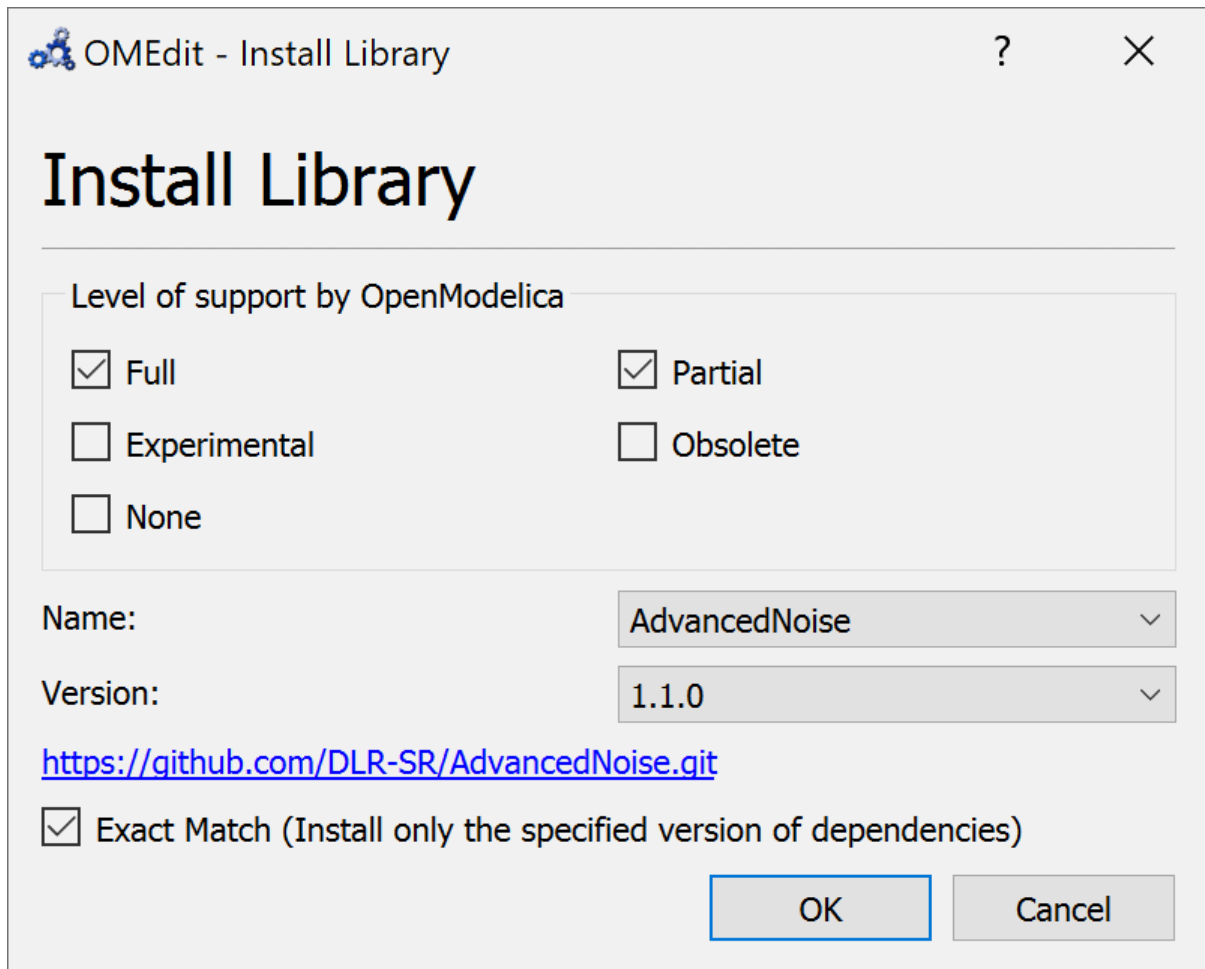 OMEdit - Install Library ?
Install Library
Level of support by OpenModelica
Full Partial
Experimental Obsolete
None
Name: AdvancedNoise
Version: 1.1.0
https://github.com/DLR-SR/AdvancedNoise.git
Exact Match (Install only the specified version of dependencies)
OK Cancel